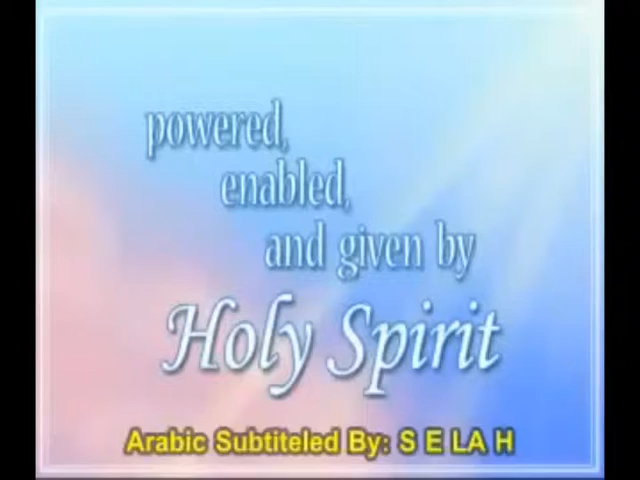 powered,
enabled,
and given by
Holy Spirit
Arabic Subtiteled By: S E LA H